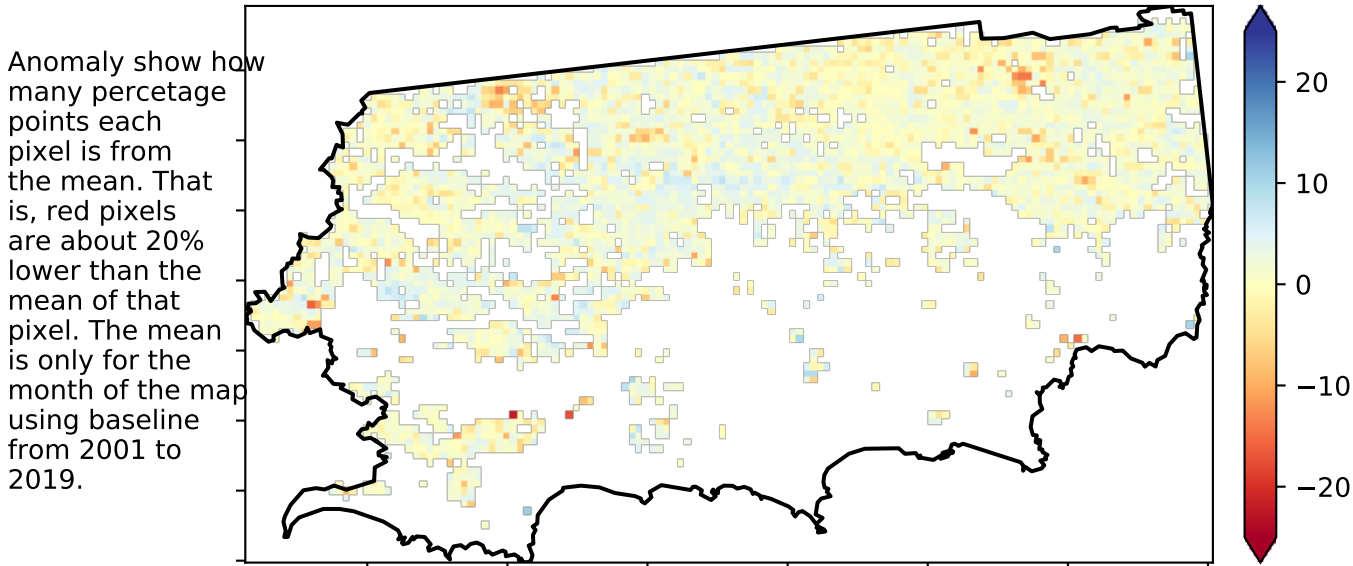 Anomaly show how
many percetage
points each
pixel is from
the mean. That
is, red pixels
are about 20%
lower than the
mean of that
pixel. The mean
is only for the
month of the map
using baseline
from 2001 to
2019.
20
10
0
−10
−20